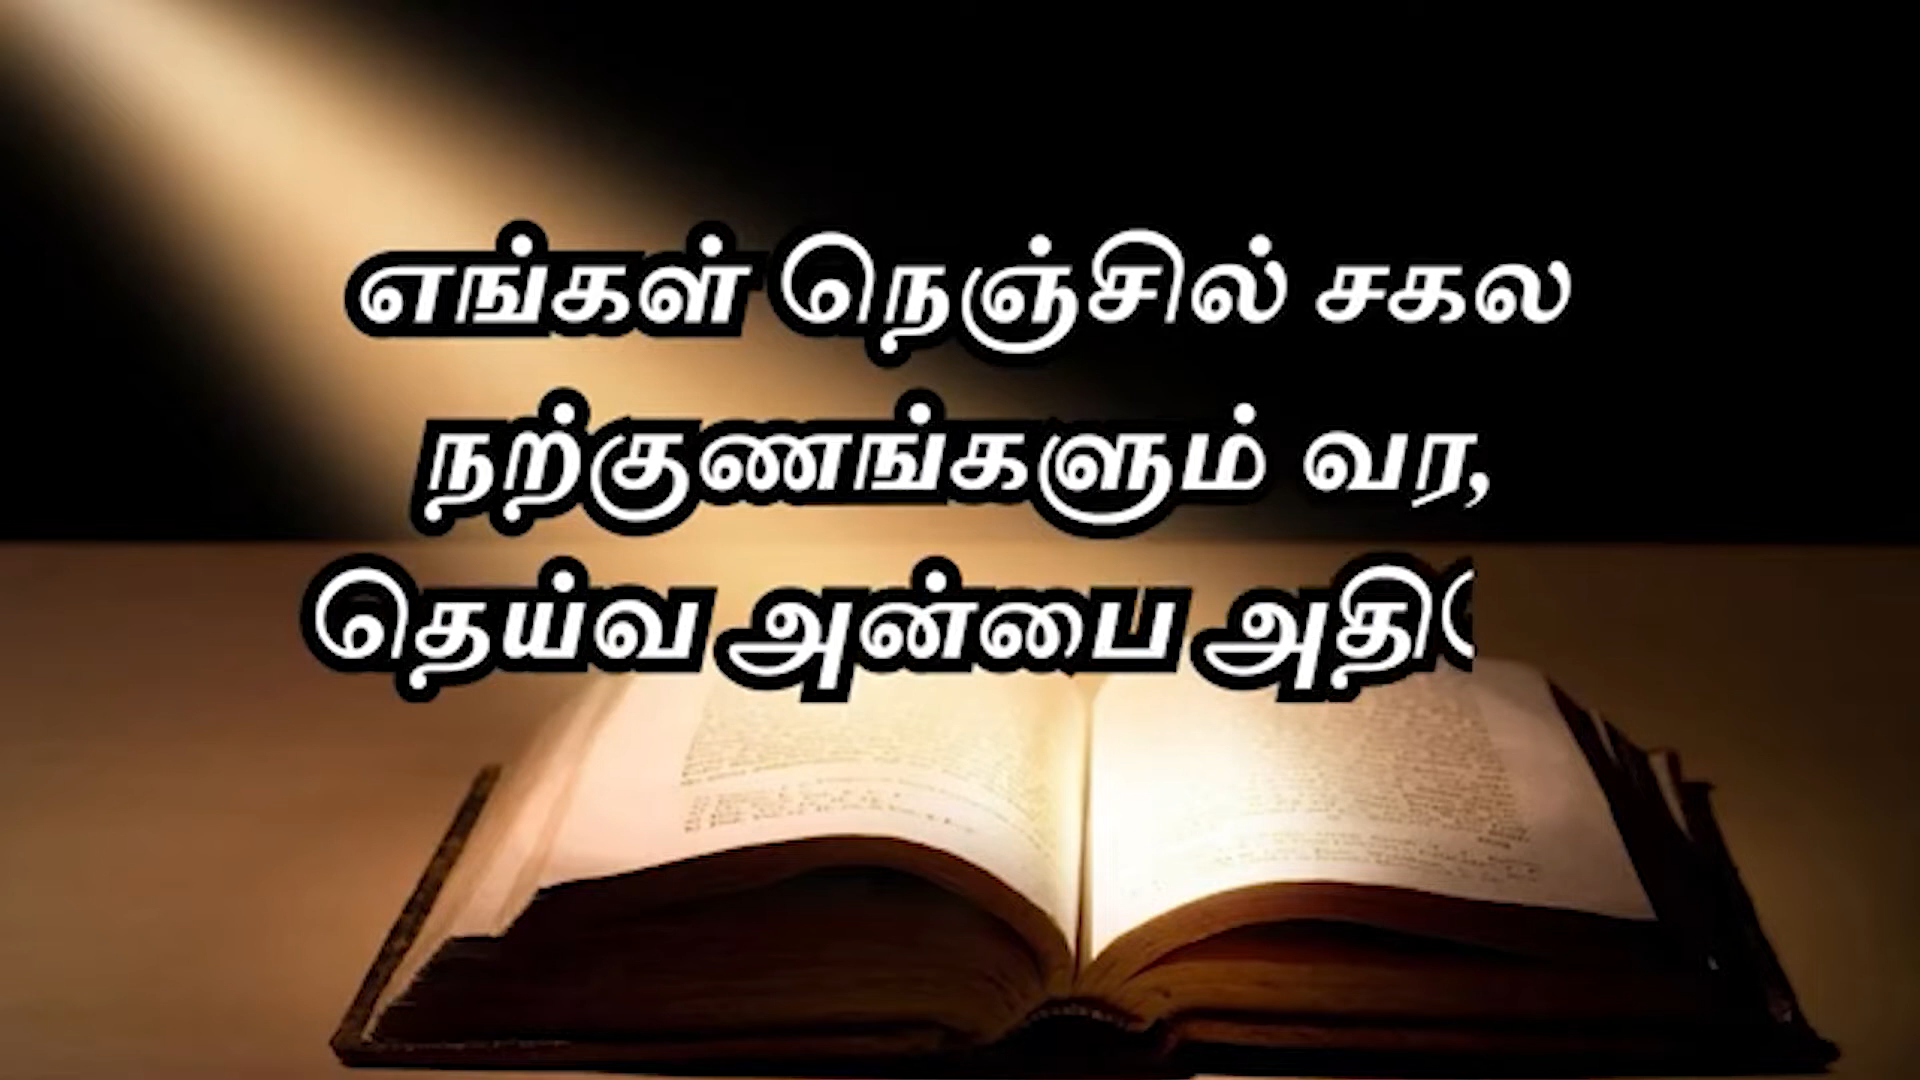 எங்கள் நெஞ்சில் சகல
நற்குணங்களும் வர,
தெய்வ அன்பை